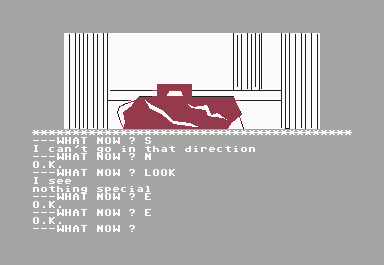 ********************************
---WHAT NOW ? S
I can't go in that direction
---WHAT NOW ? N
O.K.
---WHAT NOW ? LOOK
I see
nothing special
---WHAT NOW ? E
O.K.
---WHAT NOW ? E
O.K.
---WHAT NOW ?